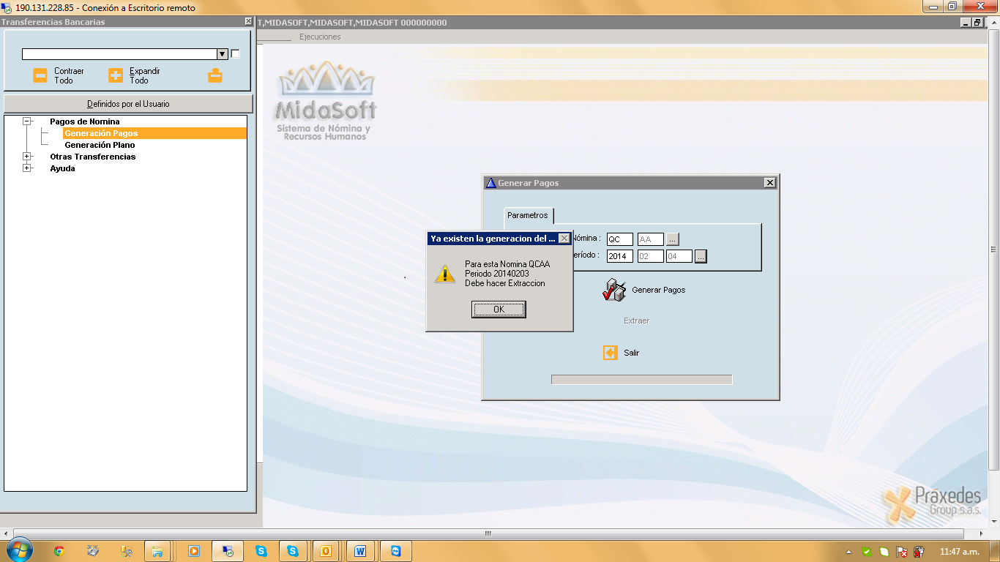 190.131.228.85 - Conexión a Escritorio remoto
Transferencias Bancarias
T,MIDASOFT,MIDASOFT,MIDASOFT 000000000
Ejecuciones
Contraer
Todo
Expandir
Todo
Definidos por el Usuario
Pagos de Nomina
Generación Pagos
Generación Plano
Otras Transferencias
Ayuda
MidaSoft
Sistema de Nómina y
Recursos Humanos
Generar Pagos
Parametros
Nómina :
QC
AA
...
eríodo :
2014
02
04
...
Ya existen la generacion del ...
Para esta Nomina QCAA
Periodo 20140203
Debe hacer Extraccion
OK
Generar Pagos
Extraer
Salir
Práxedes
Group s.a.s.
11:47 a.m.